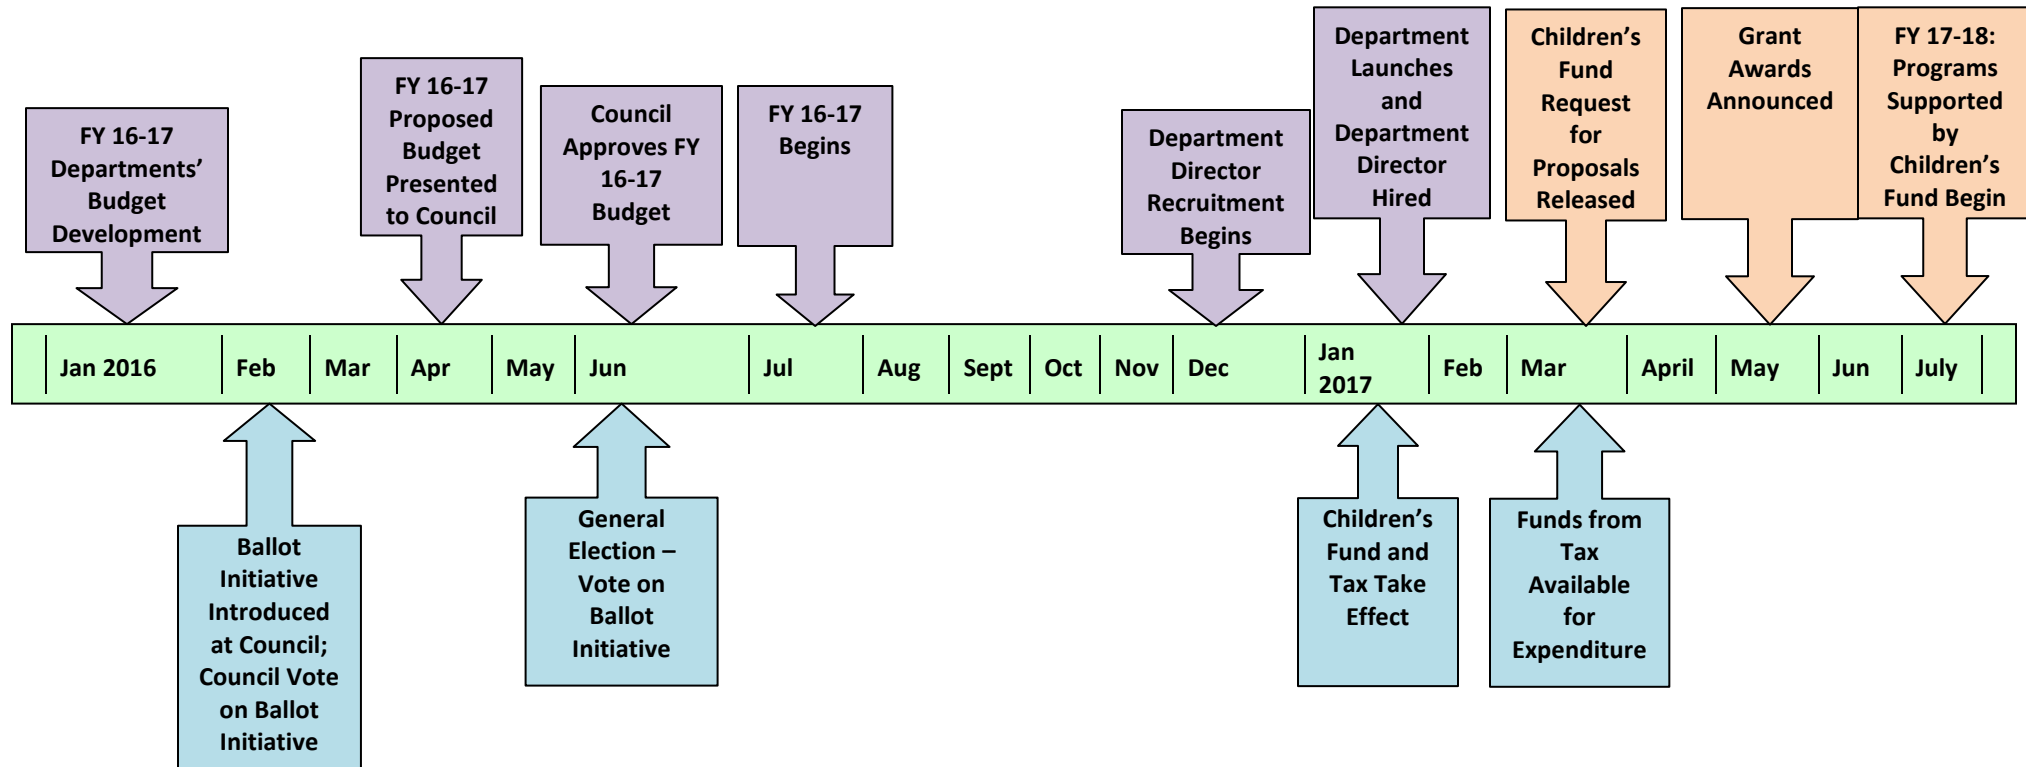 FY 16-17
Departments’
Budget
Development
FY 16-17
Proposed
Budget
Presented
to Council
Council
Approves FY
16-17
Budget
FY 16-17
Begins
Department
Director
Recruitment
Begins
Department
Launches
and
Department
Director
Hired
Children’s
Fund
Request
for
Proposals
Released
Grant
Awards
Announced
FY 17-18:
Programs
Supported
by
Children’s
Fund Begin
Jan 2016
Feb
Mar
Apr
May
Jun
Jul
Aug
Sept
Oct
Nov
Dec
Jan
2017
Feb
Mar
April
May
Jun
July
Ballot
Initiative
Introduced
at Council;
Council Vote
on Ballot
Initiative
General
Election –
Vote on
Ballot
Initiative
Children’s
Fund and
Tax Take
Effect
Funds from
Tax
Available
for
Expenditure